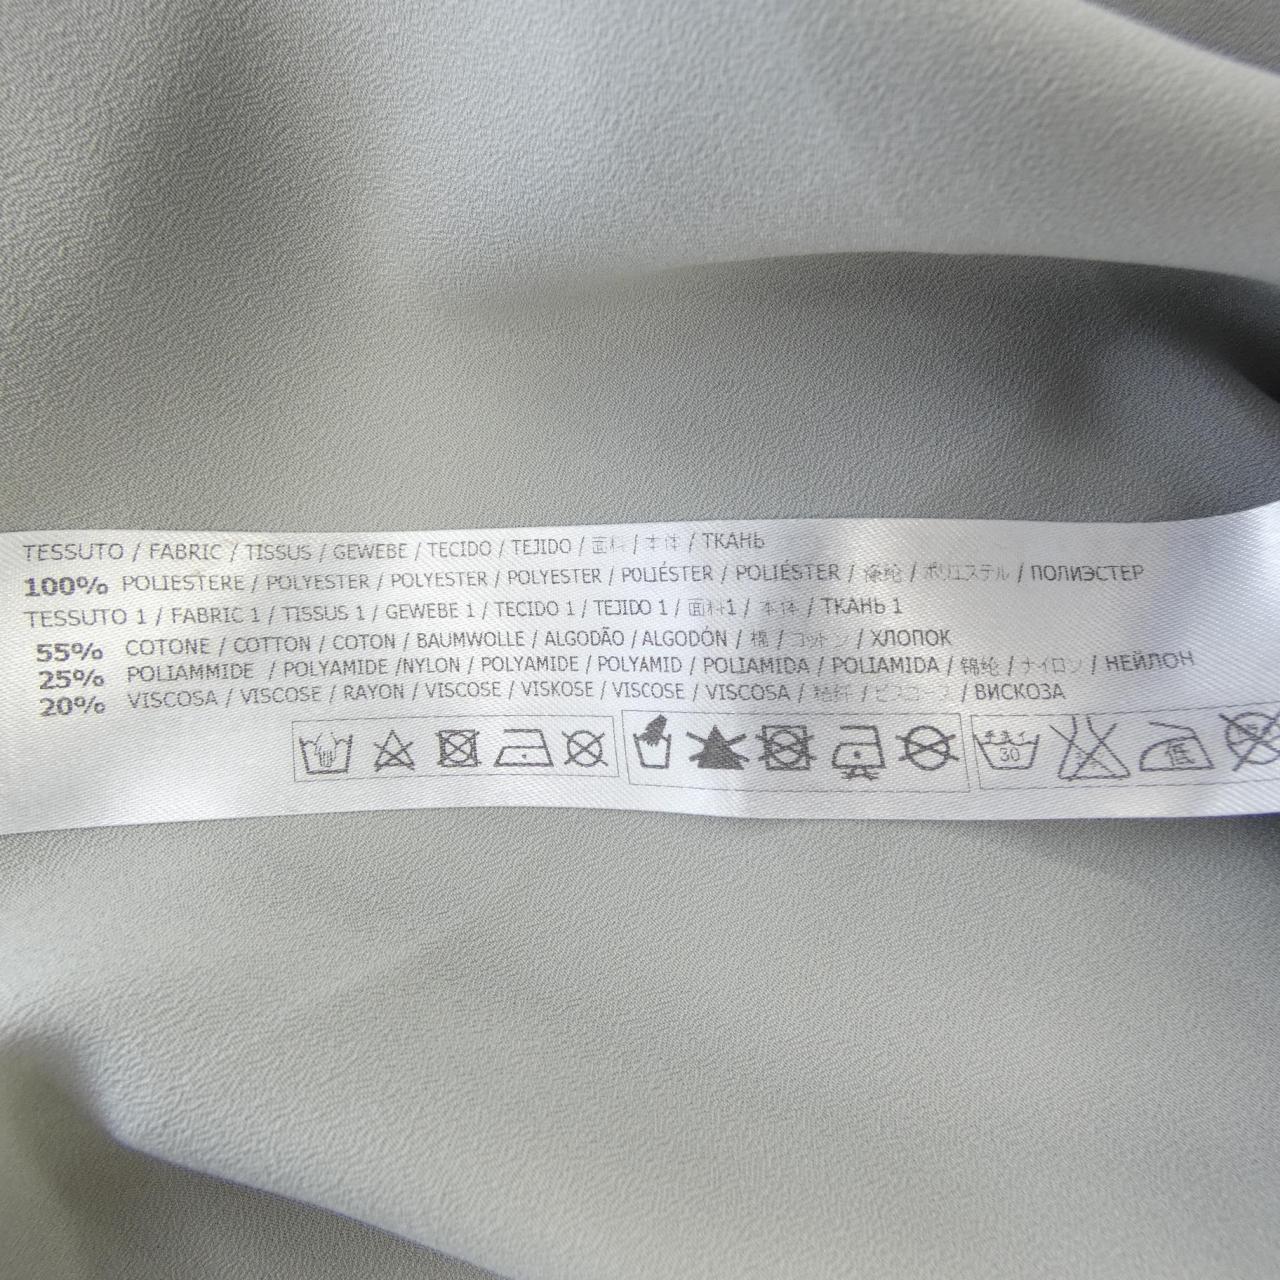 TESSUTO / FABRIC / TISSUS / GEWEBE / TECIDO / TEJIDO / 面料 / 本体 / ТКАНЬ
100% POLIESTERE / POLYESTER / POLYESTER / POLYESTER / POLIÉSTER / POLIÉSTER / / ポリエステル / ПОЛИЭСТЕР
TESSUTO 1 / FABRIC 1 / TISSUS 1 / GEWEBE 1 / TECIDO 1 / TEJIDO 1 / 面料1 / 本体 / ТКАНЬ 1
55% COTONE / COTTON / COTON / BAUMWOLLE / ALGODÃO / ALGODÓN / 棉 / コットン / ХЛОПОК
25% POLIAMMIDE / POLYAMIDE /NYLON / POLYAMIDE / POLYAMID / POLIAMIDA / POLIAMIDA / 锦纶 / ナイロン / НЕЙЛОН
20% VISCOSA / VISCOSE / RAYON / VISCOSE / VISKOSE / VISCOSE / VISCOSA / / / ВИСКОЗА
30 低